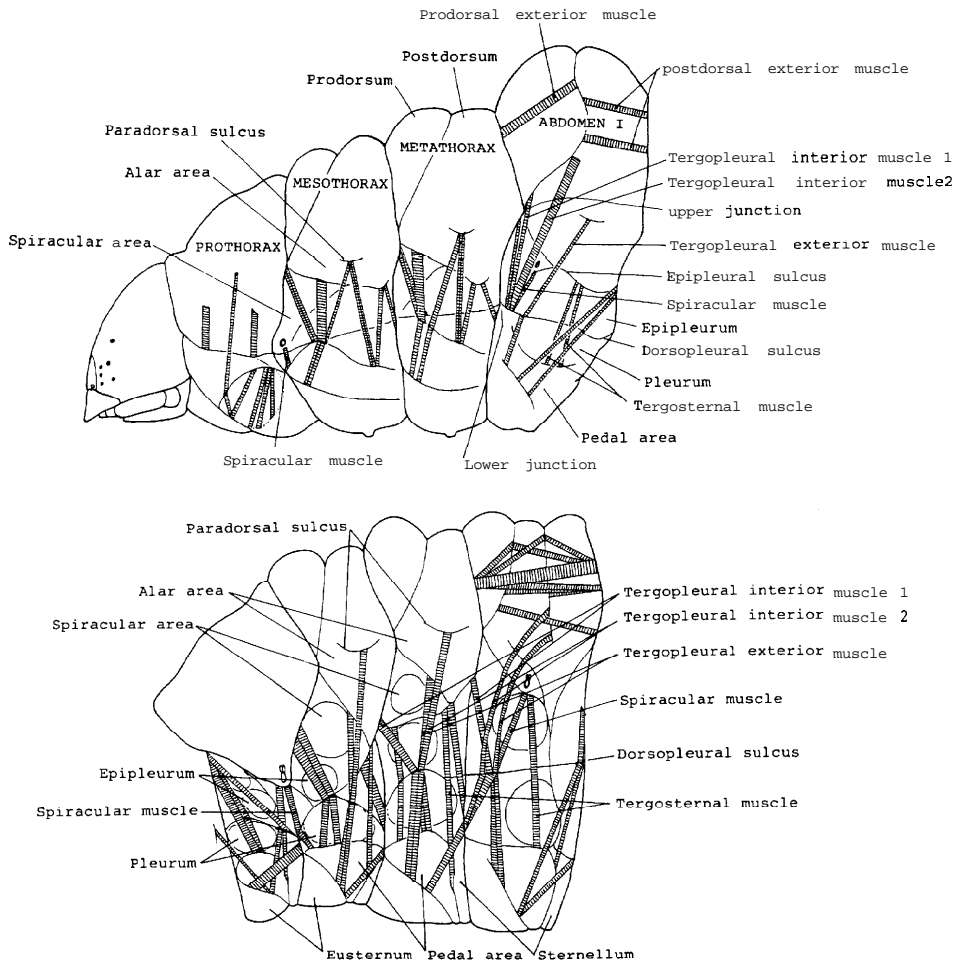 Prodorsal exterior muscle
Postdorsum
Prodorsum
postdorsal exterior muscle
ABDOMEN I
Paradorsal sulcus
METATHORAX
Alar area
MESOTHORAX
Tergopleural interior muscle 1
Tergopleural interior muscle2
upper junction
Spiracular area
PROTHORAX
Tergopleural exterior muscle
Epipleural sulcus
Spiracular muscle
Epipleurum
Dorsopleural sulcus
Pleurum
Tergosternal muscle
Pedal area
Spiracular muscle
Lower junction
Paradorsal sulcus
Alar area
Tergopleural interior muscle 1
Spiracular area
Tergopleural interior muscle 2
Tergopleural exterior muscle
Spiracular muscle
Dorsopleural sulcus
Epipleurum
Tergosternal muscle
Spiracular muscle
Pleurum
Eusternum Pedal area Sternellum